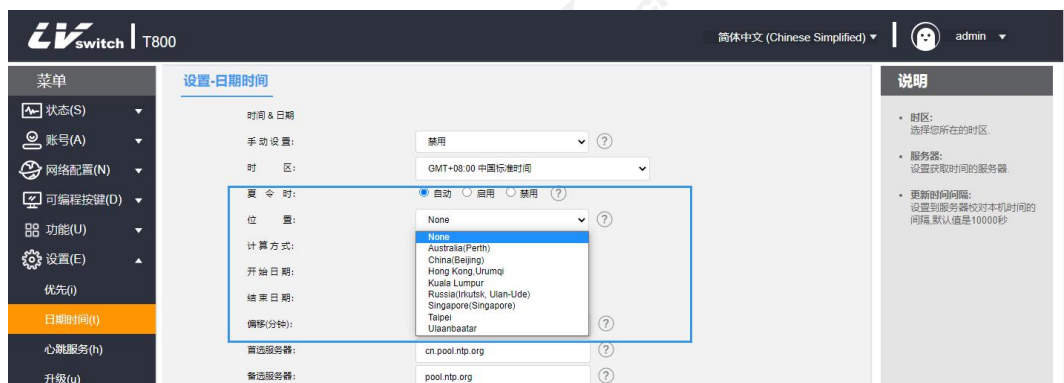 LVswitch T800
简体中文 (Chinese Simplified)
admin
菜单
状态(S)
账号(A)
网络配置(N)
可编程按键(D)
功能(U)
设置(E)
优先(i)
日期时间(t)
心跳服务(h)
升级(u)
设置-日期时间
时间 & 日期
手动设置: 禁用 ?
时 区: GMT+08:00 中国标准时间
夏 令 时: 自动 启用 禁用 ?
位 置: None ?
None
Australia(Perth)
China(Beijing)
Hong Kong,Urumqi
Kuala Lumpur
Russia(Irkutsk, Ulan-Ude)
Singapore(Singapore)
Taipei
Ulaanbaatar
计算方式:
开始日期:
结束日期:
偏移(分钟): ?
首选服务器: cn.pool.ntp.org ?
备选服务器: pool.ntp.org ?
说明
• 时区:
选择您所在的时区.
• 服务器:
设置获取时间的服务器.
• 更新时间间隔:
设置到服务器校对本机时间的
间隔,默认值是10000秒